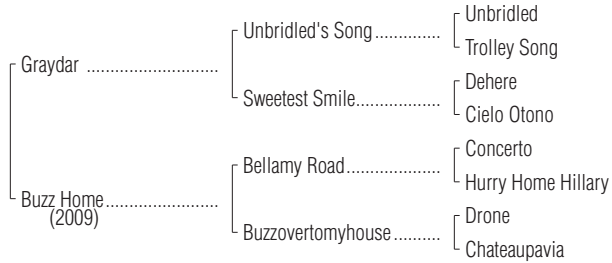 Unbridled
Unbridled's Song..............
Trolley Song
Graydar ............................
Dehere
Sweetest Smile..................
Cielo Otono
Concerto
Bellamy Road....................
Hurry Home Hillary
Buzz Home........................
(2009)
Drone
Buzzovertomyhouse..........
Chateaupavia